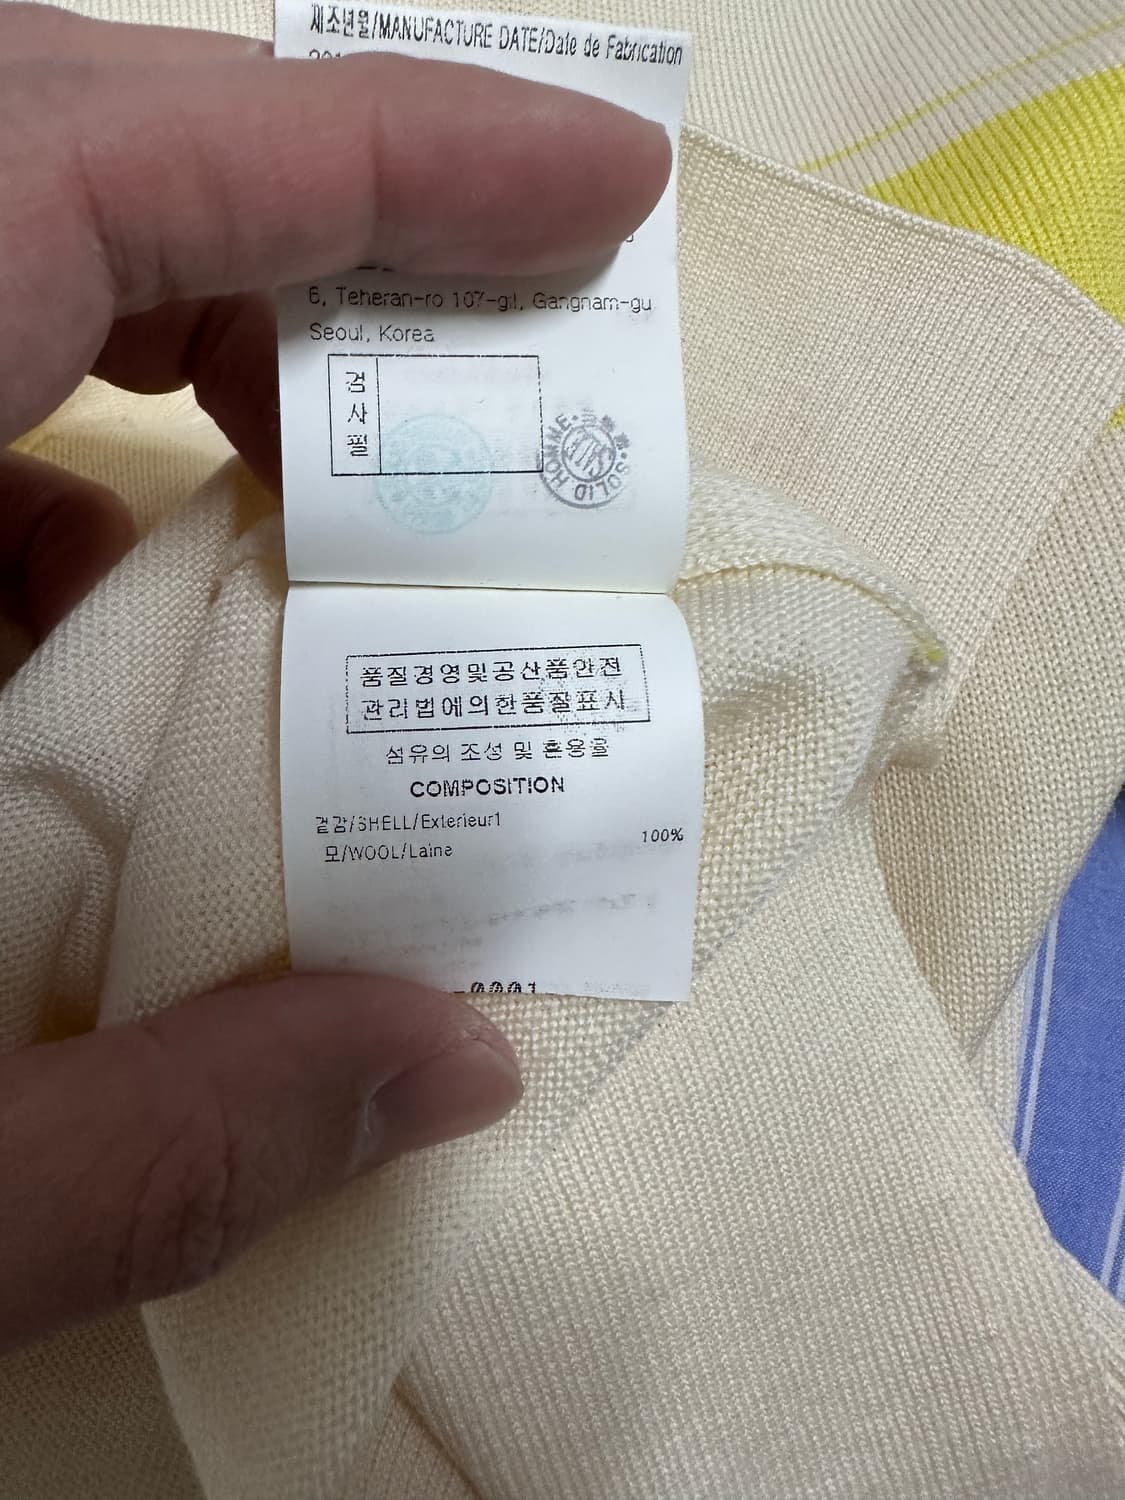 제조년월/MANUFACTURE DATE/Date de Fabrication
6, Teheran-ro 107-gil, Gangnam-gu
Seoul, Korea
검
사
필
SOLID HOMME
품질경영및공산품안전
관리법에의한품질표시
섬유의 조성 및 혼용율
COMPOSITION
겉감/SHELL/Exterieur1
모/WOOL/Laine 100%
-0001